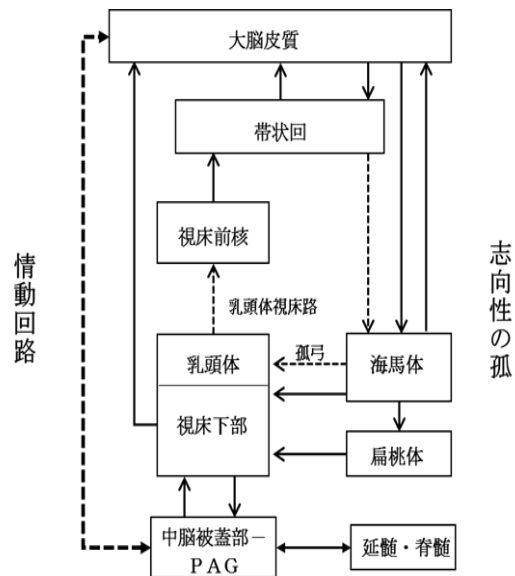 大脳皮質
帯状回
視床前核
情動回路
志向性の孤
乳頭体視床路
乳頭体
孤弓
海馬体
視床下部
扁桃体
中脳被蓋部－
PAG
延髄・脊髄